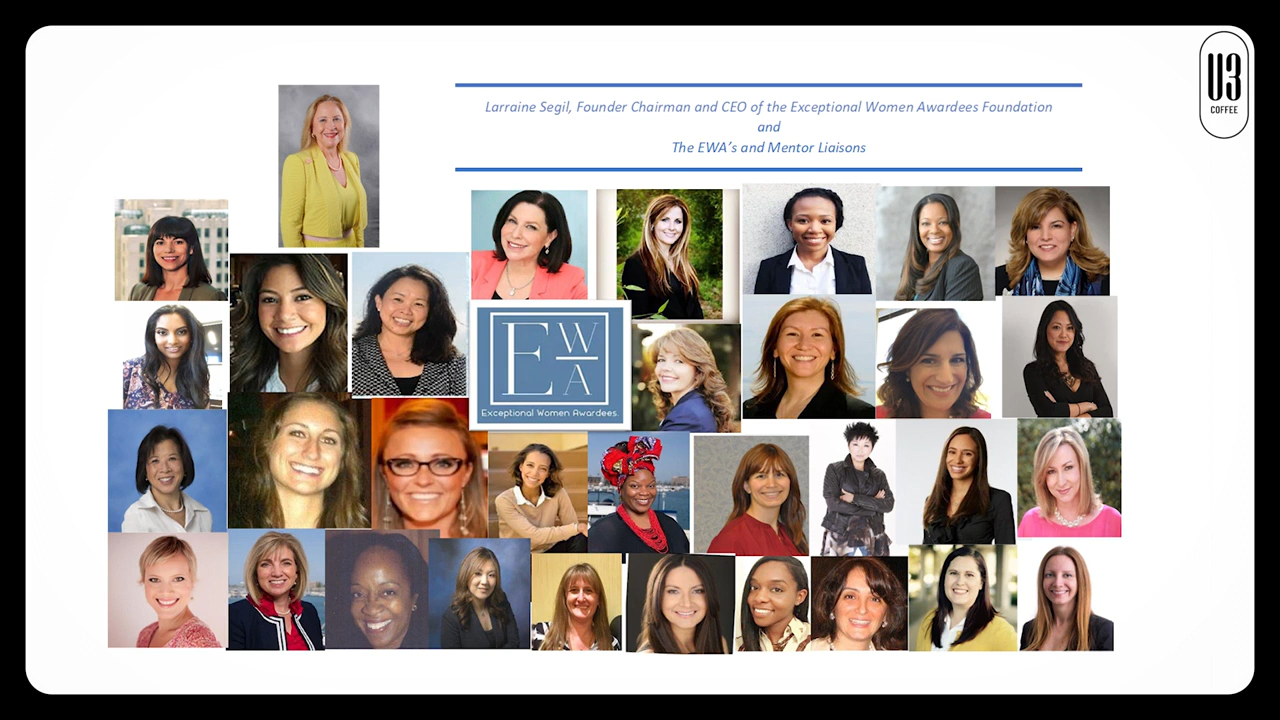 U3
COFFEE
Larraine Segil, Founder Chairman and CEO of the Exceptional Women Awardees Foundation
and
The EWA's and Mentor Liaisons
EWA
Exceptional Women Awardees.